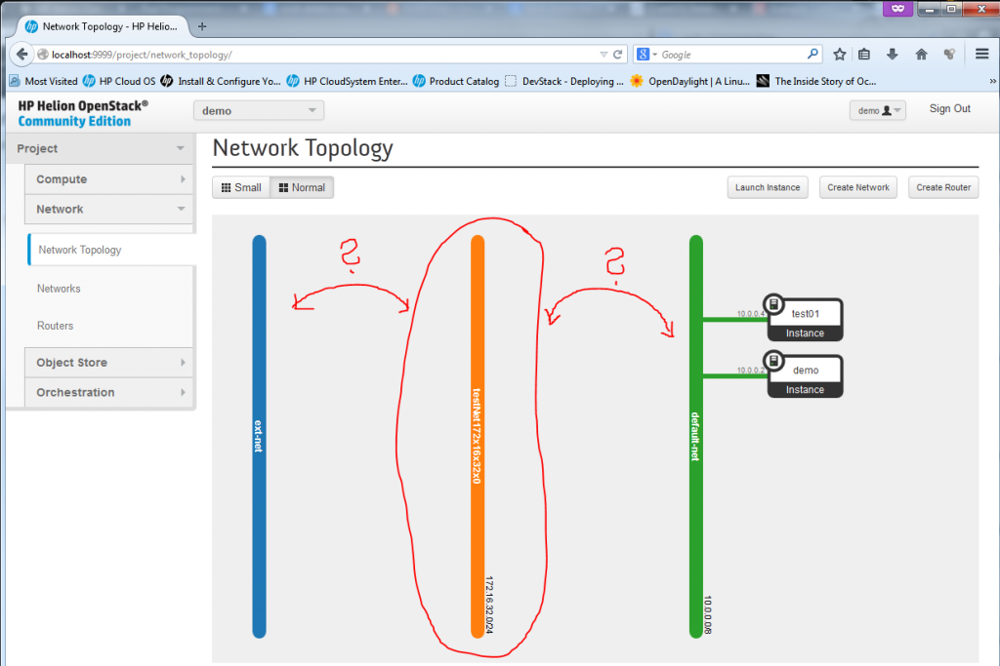 Network Topology - HP Helio...
localhost:9999/project/network_topology/
Google
Most Visited HP Cloud OS Install & Configure Yo... HP CloudSystem Enter... Product Catalog DevStack - Deploying ... OpenDaylight | A Linu... The Inside Story of Oc...
HP Helion OpenStack®
Community Edition
demo
demo
Sign Out
Project
Compute
Network
Network Topology
Networks
Routers
Object Store
Orchestration
Network Topology
Small Normal
Launch Instance Create Network Create Router
? ?
ext-net
testNet172x16x32x0
172.16.32.0/24
default-net
10.0.0.0/8
10.0.0.4
test01
Instance
10.0.0.2
demo
Instance